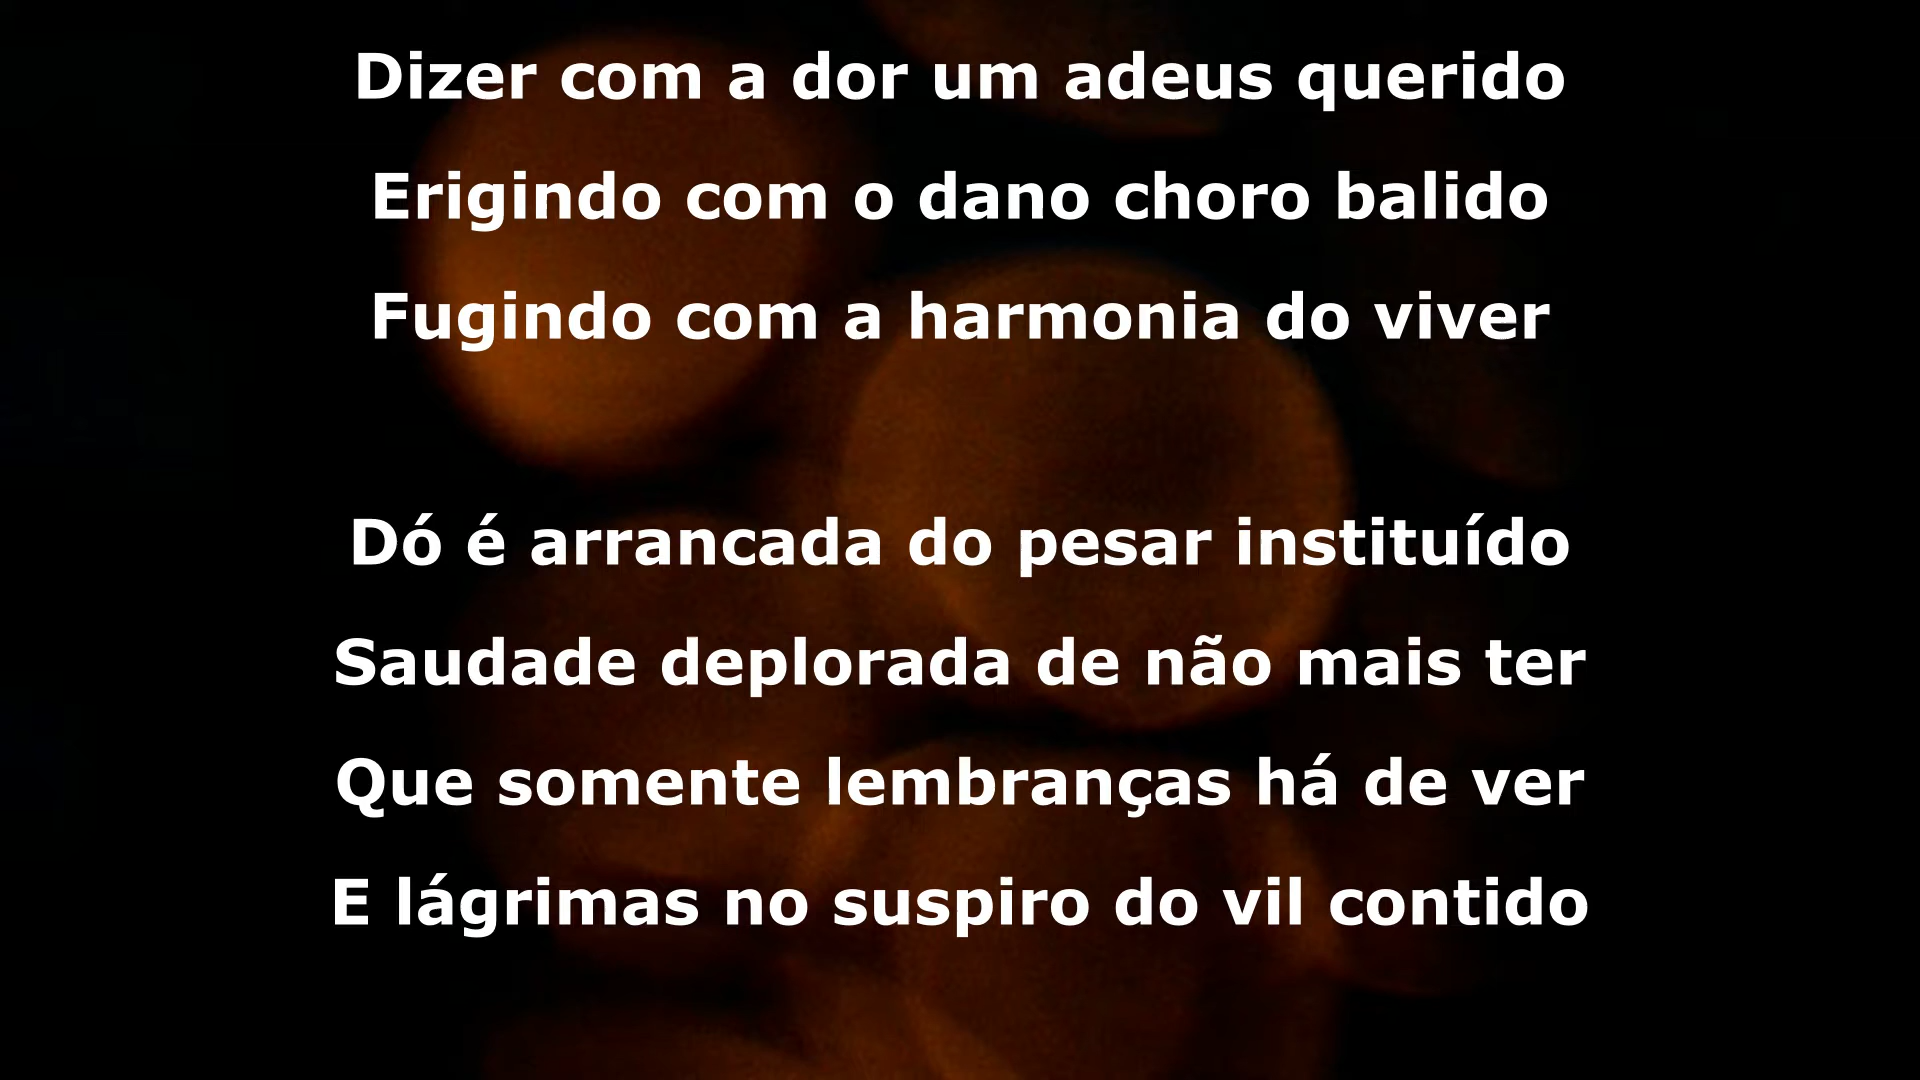 Dizer com a dor um adeus querido
Erigindo com o dano choro balido
Fugindo com a harmonia do viver
Dó é arrancada do pesar instituído
Saudade deplorada de não mais ter
Que somente lembranças há de ver
E lágrimas no suspiro do vil contido